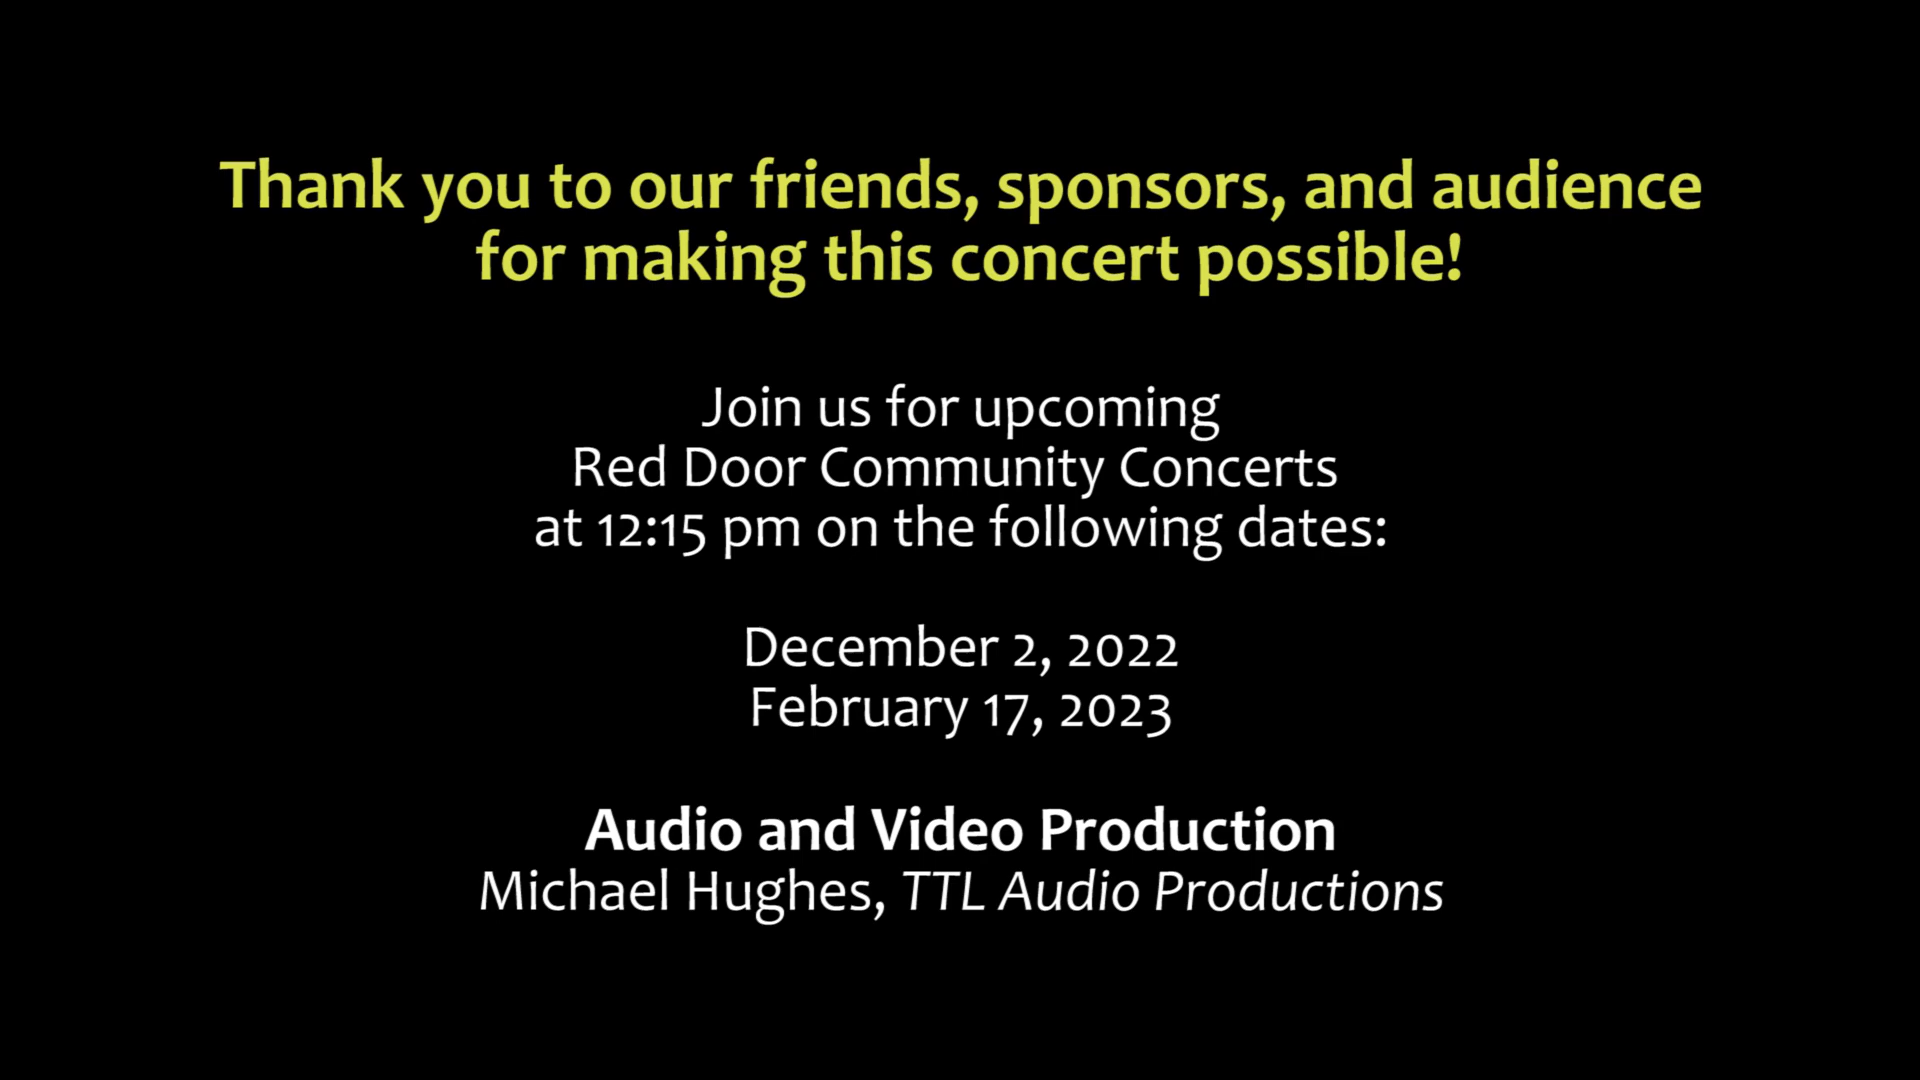 Thank you to our friends, sponsors, and audience
for making this concert possible!
Join us for upcoming
Red Door Community Concerts
at 12:15 pm on the following dates:
December 2, 2022
February 17, 2023
Audio and Video Production
Michael Hughes, TTL Audio Productions